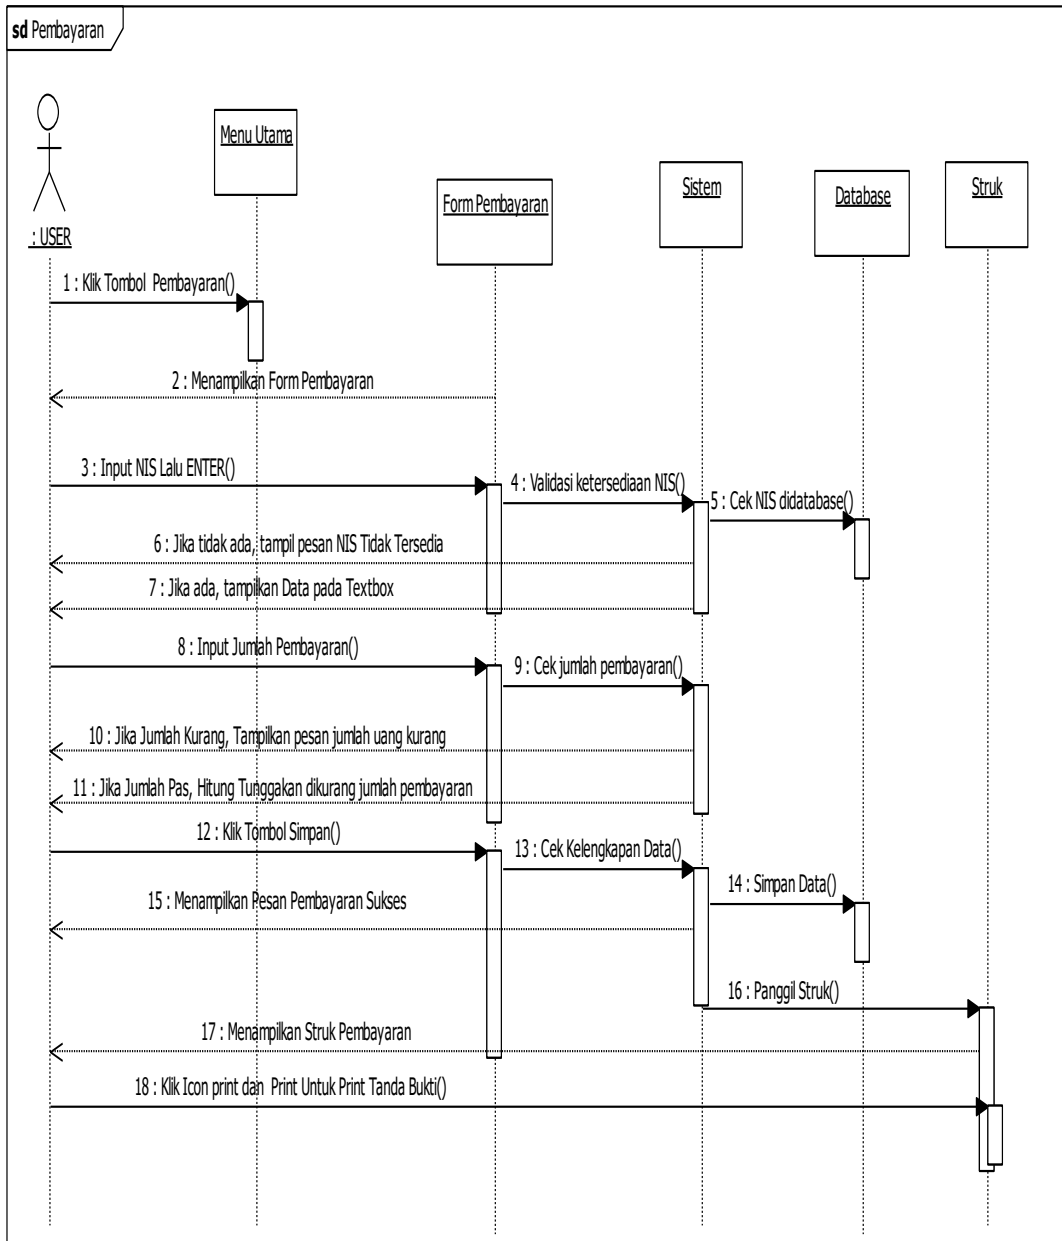 sd Pembayaran
Menu Utama
Form Pembayaran
Sistem
Database
Struk
: USER
1 : Klik Tombol Pembayaran()
2 : Menampilkan Form Pembayaran
3 : Input NIS Lalu ENTER()
4 : Validasi ketersediaan NIS()
5 : Cek NIS didatabase()
6 : Jika tidak ada, tampil pesan NIS Tidak Tersedia
7 : Jika ada, tampilkan Data pada Textbox
8 : Input Jumlah Pembayaran()
9 : Cek jumlah pembayaran()
10 : Jika Jumlah Kurang, Tampilkan pesan jumlah uang kurang
11 : Jika Jumlah Pas, Hitung Tunggakan dikurang jumlah pembayaran
12 : Klik Tombol Simpan()
13 : Cek Kelengkapan Data()
14 : Simpan Data()
15 : Menampilkan Pesan Pembayaran Sukses
16 : Panggil Struk()
17 : Menampilkan Struk Pembayaran
18 : Klik Icon print dan Print Untuk Print Tanda Bukti()